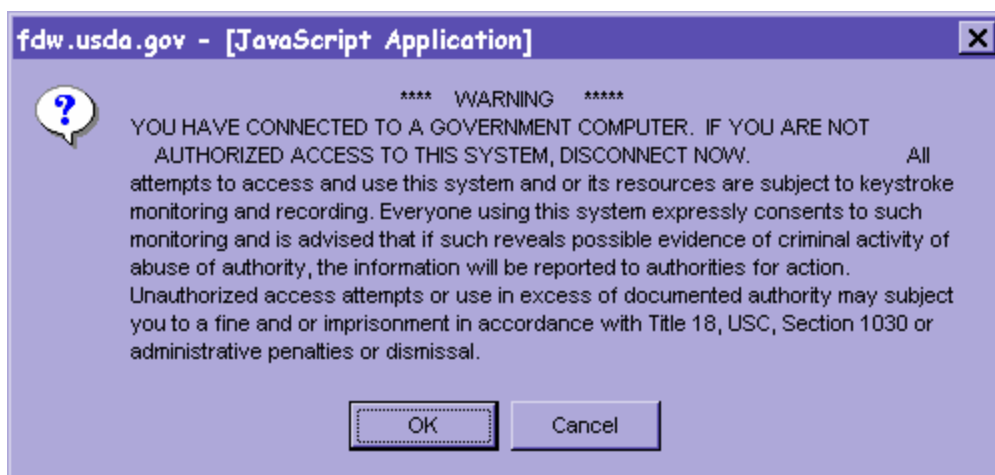 fdw.usda.gov - [JavaScript Application]
**** WARNING *****
YOU HAVE CONNECTED TO A GOVERNMENT COMPUTER. IF YOU ARE NOT
AUTHORIZED ACCESS TO THIS SYSTEM, DISCONNECT NOW. All
attempts to access and use this system and or its resources are subject to keystroke
monitoring and recording. Everyone using this system expressly consents to such
monitoring and is advised that if such reveals possible evidence of criminal activity of
abuse of authority, the information will be reported to authorities for action.
Unauthorized access attempts or use in excess of documented authority may subject
you to a fine and or imprisonment in accordance with Title 18, USC, Section 1030 or
administrative penalties or dismissal.
OK Cancel